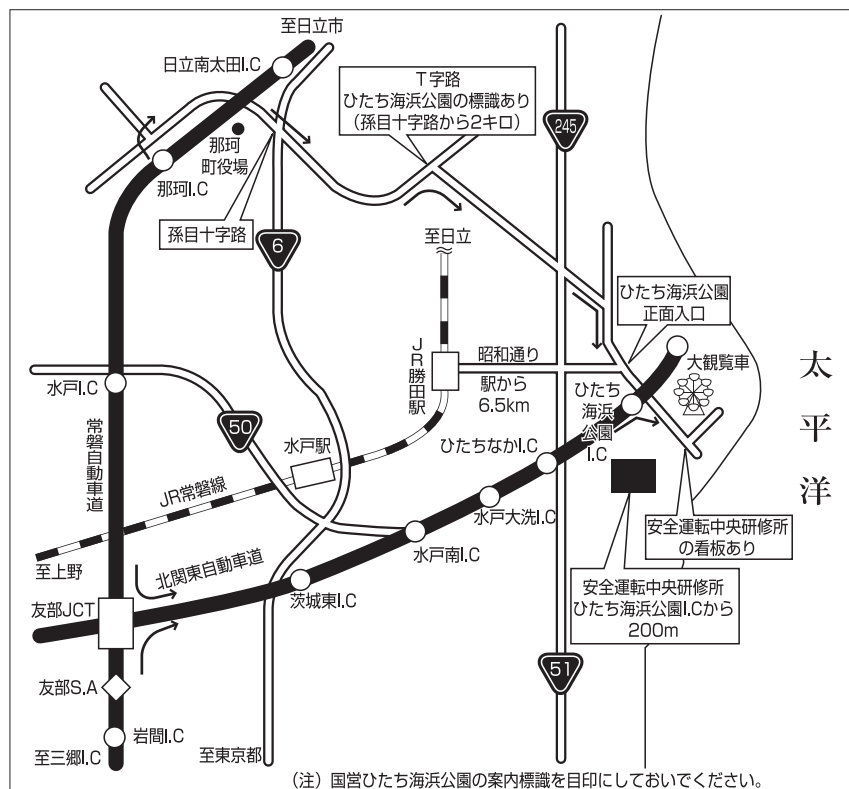 至日立市
日立南太田I.C
T字路
ひたち海浜公園の標識あり
（孫目十字路から2キロ）
245
那珂
町役場
那珂I.C
孫目十字路
6
至日立
ひたち海浜公園
正面入口
JR勝田駅
昭和通り
駅から
6.5km
大観覧車
太平洋
水戸I.C
50
ひたち
海浜
公園
I.C
常磐自動車道
水戸駅
ひたちなかI.C
JR常磐線
水戸大洗I.C
水戸南I.C
安全運転中央研修所
の看板あり
至上野
北関東自動車道
茨城東I.C
安全運転中央研修所
ひたち海浜公園I.Cから
200m
友部JCT
51
友部S.A
岩間I.C
至三郷I.C
至東京都
（注）国営ひたち海浜公園の案内標識を目印にしておいでください。